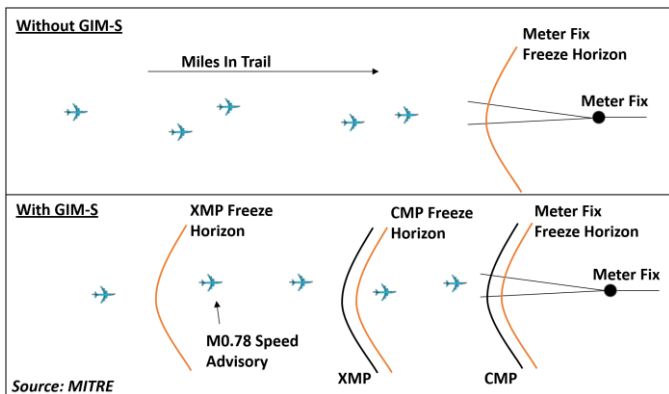 Without GIM-S
Miles In Trail
Meter Fix
Freeze Horizon
Meter Fix
With GIM-S
XMP Freeze
Horizon
CMP Freeze
Horizon
Meter Fix
Freeze Horizon
Meter Fix
M0.78 Speed
Advisory
XMP
CMP
Source: MITRE